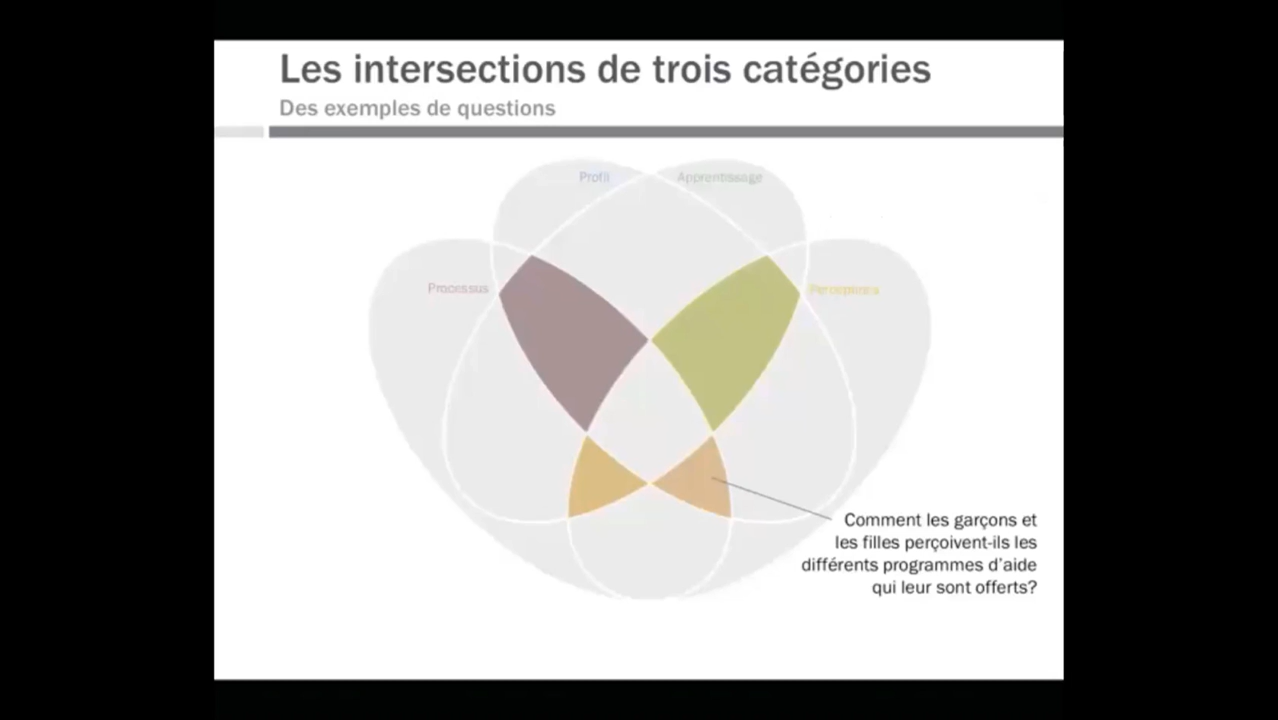 Les intersections de trois catégories
Des exemples de questions
Profil
Apprentissage
Processus
Perceptions
Comment les garçons et
les filles perçoivent-ils les
différents programmes d'aide
qui leur sont offerts?